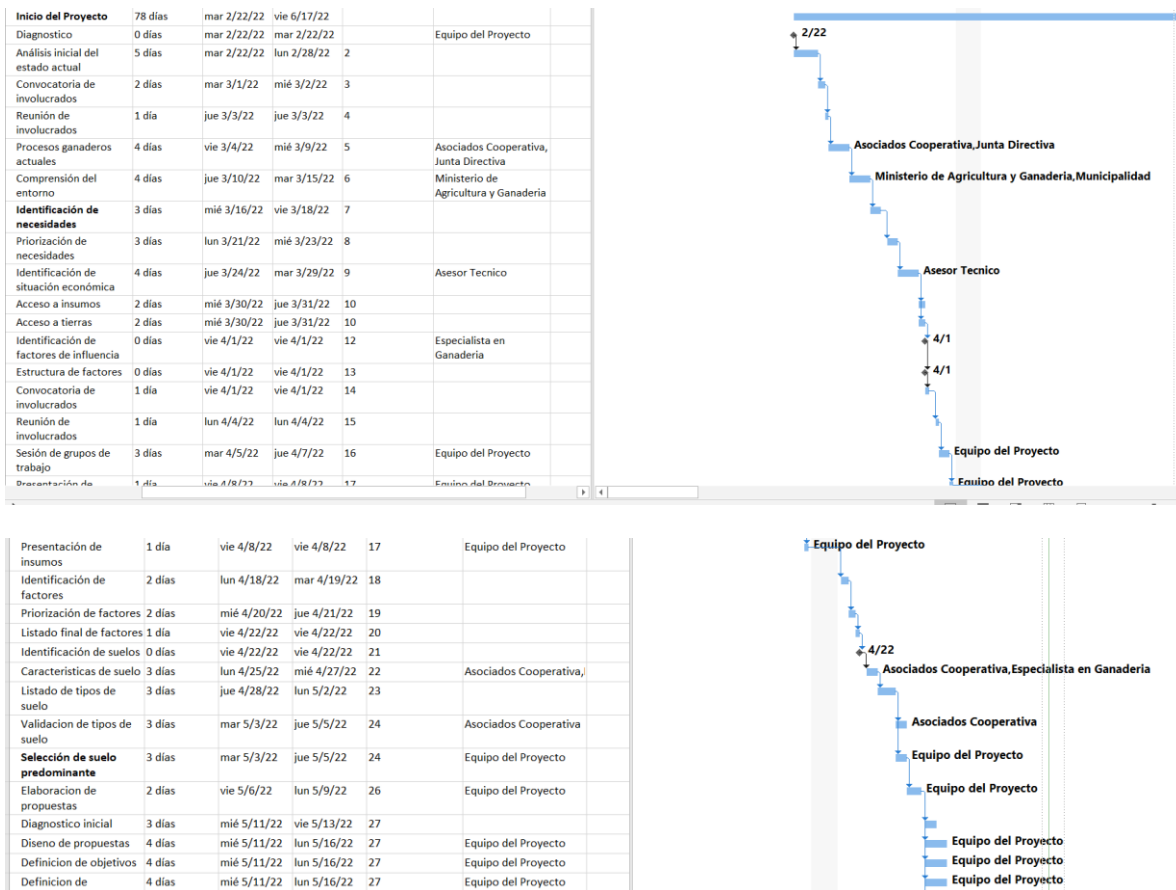 Inicio del Proyecto 78 días mar 2/22/22 vie 6/17/22
Diagnostico 0 días mar 2/22/22 mar 2/22/22 Equipo del Proyecto 2/22
Análisis inicial del 5 días mar 2/22/22 lun 2/28/22 2
estado actual
Convocatoria de 2 días mar 3/1/22 mié 3/2/22 3
involucrados
Reunión de 1 día jue 3/3/22 jue 3/3/22 4
involucrados
Procesos ganaderos 4 días vie 3/4/22 mié 3/9/22 5 Asociados Cooperativa, Asociados Cooperativa,Junta Directiva
actuales Junta Directiva
Comprensión del 4 días jue 3/10/22 mar 3/15/22 6 Ministerio de Ministerio de Agricultura y Ganaderia,Municipalidad
entorno Agricultura y Ganaderia
Identificación de 3 días mié 3/16/22 vie 3/18/22 7
necesidades
Priorización de 3 días lun 3/21/22 mié 3/23/22 8
necesidades
Identificación de 4 días jue 3/24/22 mar 3/29/22 9 Asesor Tecnico Asesor Tecnico
situación económica
Acceso a insumos 2 días mié 3/30/22 jue 3/31/22 10
Acceso a tierras 2 días mié 3/30/22 jue 3/31/22 10
Identificación de 0 días vie 4/1/22 vie 4/1/22 12 Especialista en 4/1
factores de influencia Ganaderia
Estructura de factores 0 días vie 4/1/22 vie 4/1/22 13 4/1
Convocatoria de 1 día vie 4/1/22 vie 4/1/22 14
involucrados
Reunión de 1 día lun 4/4/22 lun 4/4/22 15
involucrados
Sesión de grupos de 3 días mar 4/5/22 jue 4/7/22 16 Equipo del Proyecto Equipo del Proyecto
trabajo
Presentación de 1 día vie 4/8/22 vie 4/8/22 17 Equipo del Proyecto Equipo del Proyecto
Presentación de 1 día vie 4/8/22 vie 4/8/22 17 Equipo del Proyecto Equipo del Proyecto
insumos
Identificación de 2 días lun 4/18/22 mar 4/19/22 18
factores
Priorización de factores 2 días mié 4/20/22 jue 4/21/22 19
Listado final de factores 1 día vie 4/22/22 vie 4/22/22 20
Identificación de suelos 0 días vie 4/22/22 vie 4/22/22 21 4/22
Caracteristicas de suelo 3 días lun 4/25/22 mié 4/27/22 22 Asociados Cooperativa, Asociados Cooperativa,Especialista en Ganaderia
Listado de tipos de 3 días jue 4/28/22 lun 5/2/22 23
suelo
Validacion de tipos de 3 días mar 5/3/22 jue 5/5/22 24 Asociados Cooperativa Asociados Cooperativa
suelo
Selección de suelo 3 días mar 5/3/22 jue 5/5/22 24 Equipo del Proyecto Equipo del Proyecto
predominante
Elaboracion de 2 días vie 5/6/22 lun 5/9/22 26 Equipo del Proyecto Equipo del Proyecto
propuestas
Diagnostico inicial 3 días mié 5/11/22 vie 5/13/22 27
Diseno de propuestas 4 días mié 5/11/22 lun 5/16/22 27 Equipo del Proyecto Equipo del Proyecto
Definicion de objetivos 4 días mié 5/11/22 lun 5/16/22 27 Equipo del Proyecto Equipo del Proyecto
Definicion de 4 días mié 5/11/22 lun 5/16/22 27 Equipo del Proyecto Equipo del Proyecto